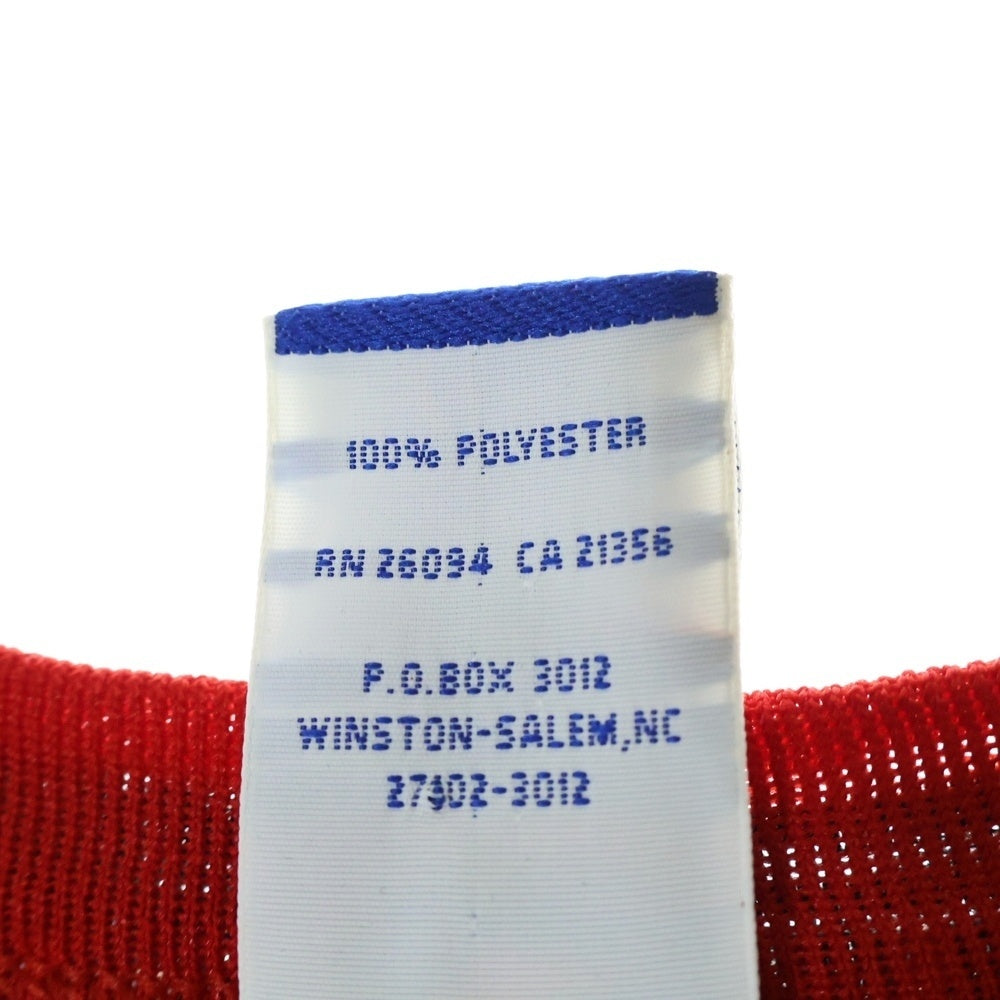 100% POLYESTER
RN 26094 CA 21356
P.O.BOX 3012
WINSTON-SALEM,NC
27102-3012